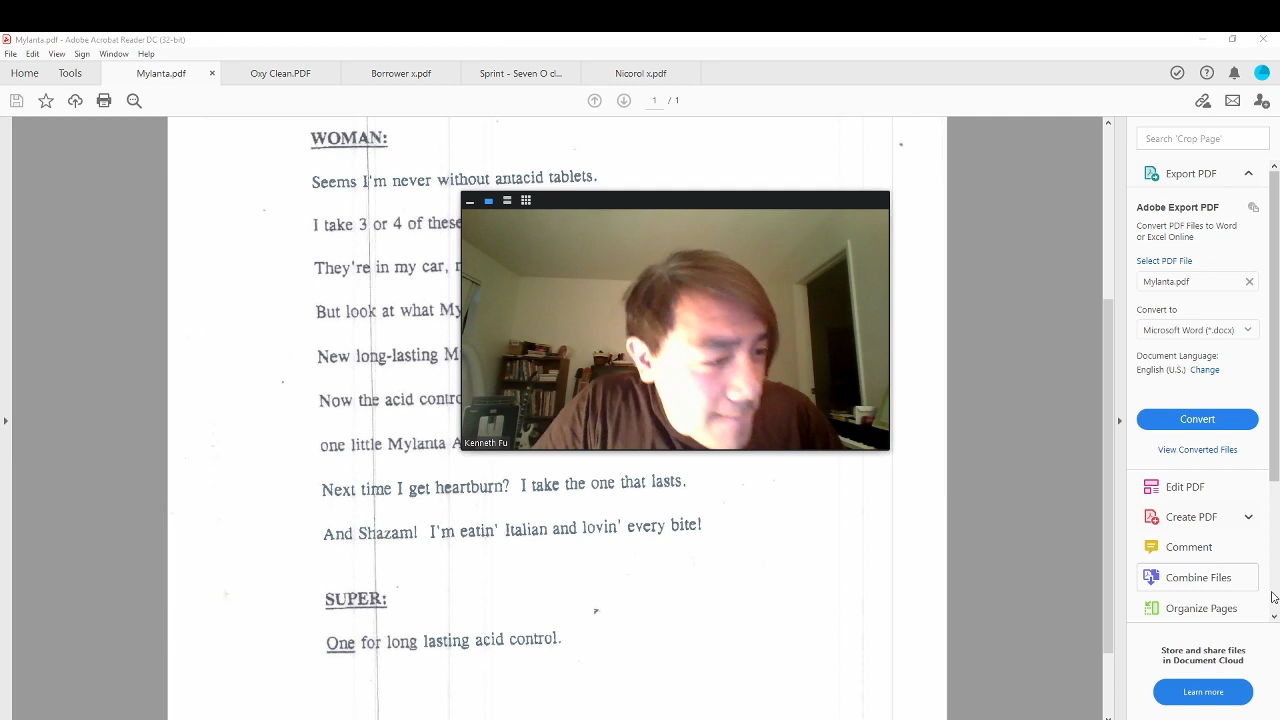 Mylanta.pdf - Adobe Acrobat Reader DC (32-bit)
File Edit View Sign Window Help
Home Tools Mylanta.pdf × Oxy Clean.PDF Borrower x.pdf Sprint - Seven O cl... Nicorol x.pdf
1 / 1
WOMAN:
Seems I'm never without antacid tablets.
I take 3 or 4 of these
They're in my car,
But look at what My
New long-lasting M
Now the acid contro
one little Mylanta A
Next time I get heartburn? I take the one that lasts.
And Shazam! I'm eatin' Italian and lovin' every bite!
SUPER:
One for long lasting acid control.
Kenneth Fu
Search 'Crop Page'
Export PDF
Adobe Export PDF
Convert PDF Files to Word
or Excel Online
Select PDF File
Mylanta.pdf
Convert to
Microsoft Word (*.docx)
Document Language:
English (U.S.) Change
Convert
View Converted Files
Edit PDF
Create PDF
Comment
Combine Files
Organize Pages
Store and share files
in Document Cloud
Learn more